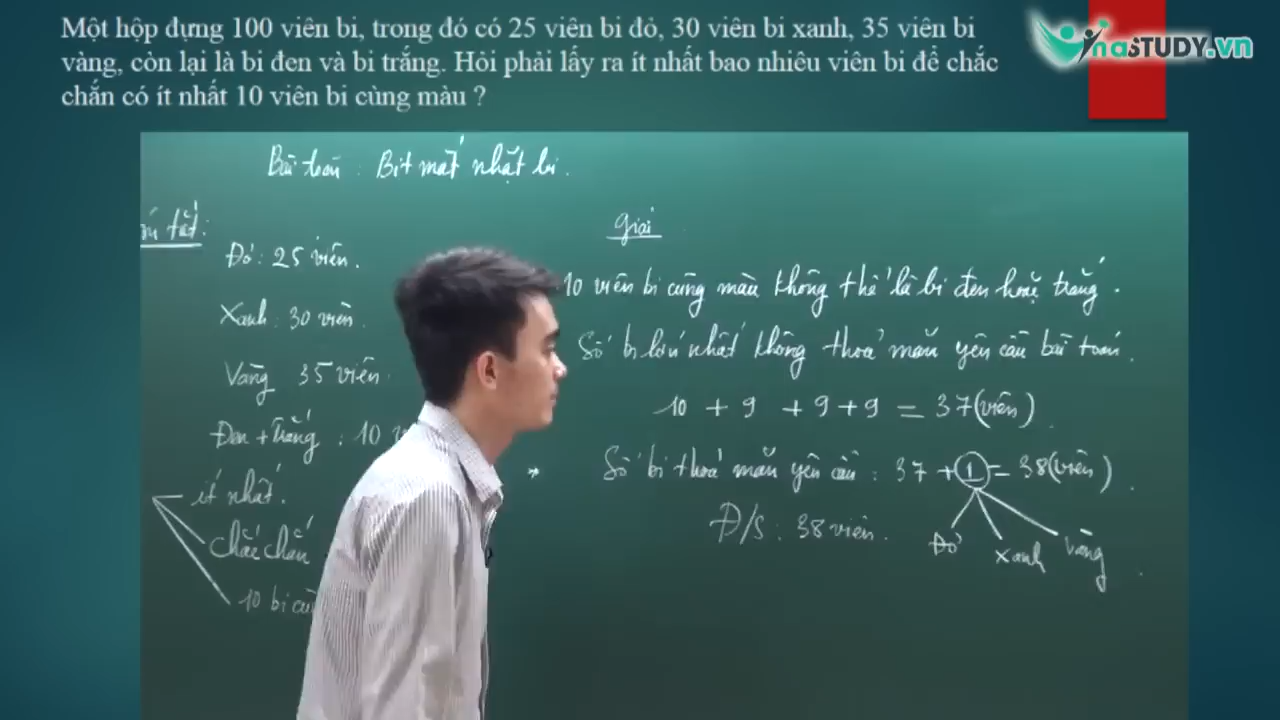 Một hộp đựng 100 viên bi, trong đó có 25 viên bi đỏ, 30 viên bi xanh, 35 viên bi
vàng, còn lại là bi đen và bi trắng. Hỏi phải lấy ra ít nhất bao nhiêu viên bi để chắc
chắn có ít nhất 10 viên bi cùng màu ?
inaSTUDY.vn
Bài toán : Bịt mắt nhặt bi.
tắt:
Đỏ : 25 viên.
Xanh : 30 viên.
Vàng 35 viên.
Đen + Trắng : 10
ít nhất.
chắc chắn
10 bi
Giải
10 viên bi cùng màu không thể là bi đen hoặc trắng.
Số bi lớn nhất không thoả mãn yêu cầu bài toán.
10 + 9 + 9 + 9 = 37 (viên)
Số bi thoả mãn yêu cầu : 37 + 1 = 38 (viên).
Đ/S : 38 viên.
Đỏ Xanh Vàng